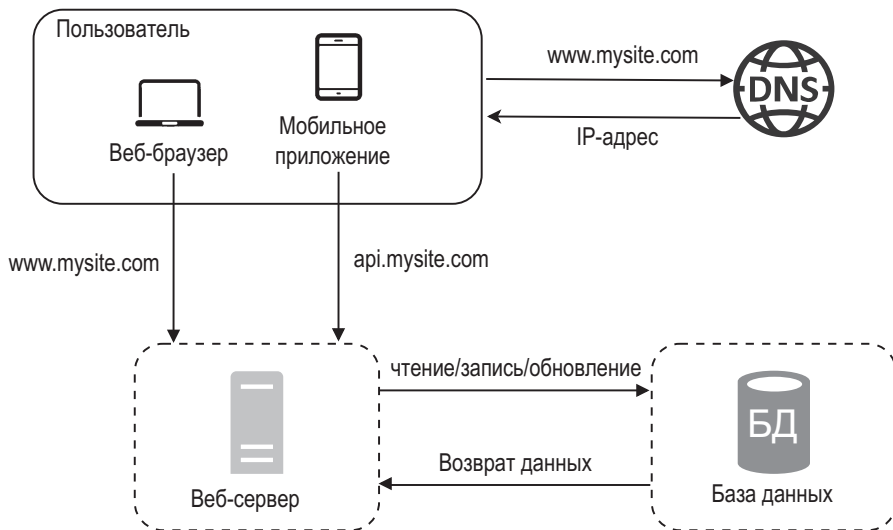 Пользователь
Веб-браузер
Мобильное
приложение
www.mysite.com
DNS
IP-адрес
www.mysite.com
api.mysite.com
чтение/запись/обновление
Возврат данных
Веб-сервер
БД
База данных